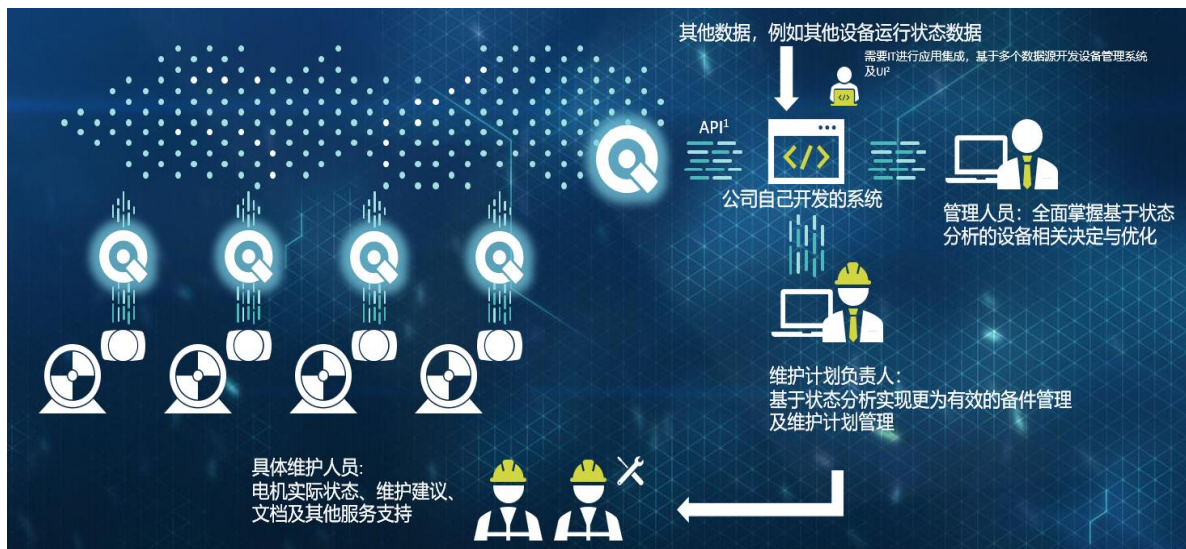 其他数据，例如其他设备运行状态数据
需要IT进行应用集成，基于多个数据源开发设备管理系统
及UI²
API¹
</>
</>
公司自己开发的系统
管理人员：全面掌握基于状态
分析的设备相关决定与优化
维护计划负责人：
基于状态分析实现更为有效的备件管理
及维护计划管理
具体维护人员:
电机实际状态、维护建议、
文档及其他服务支持